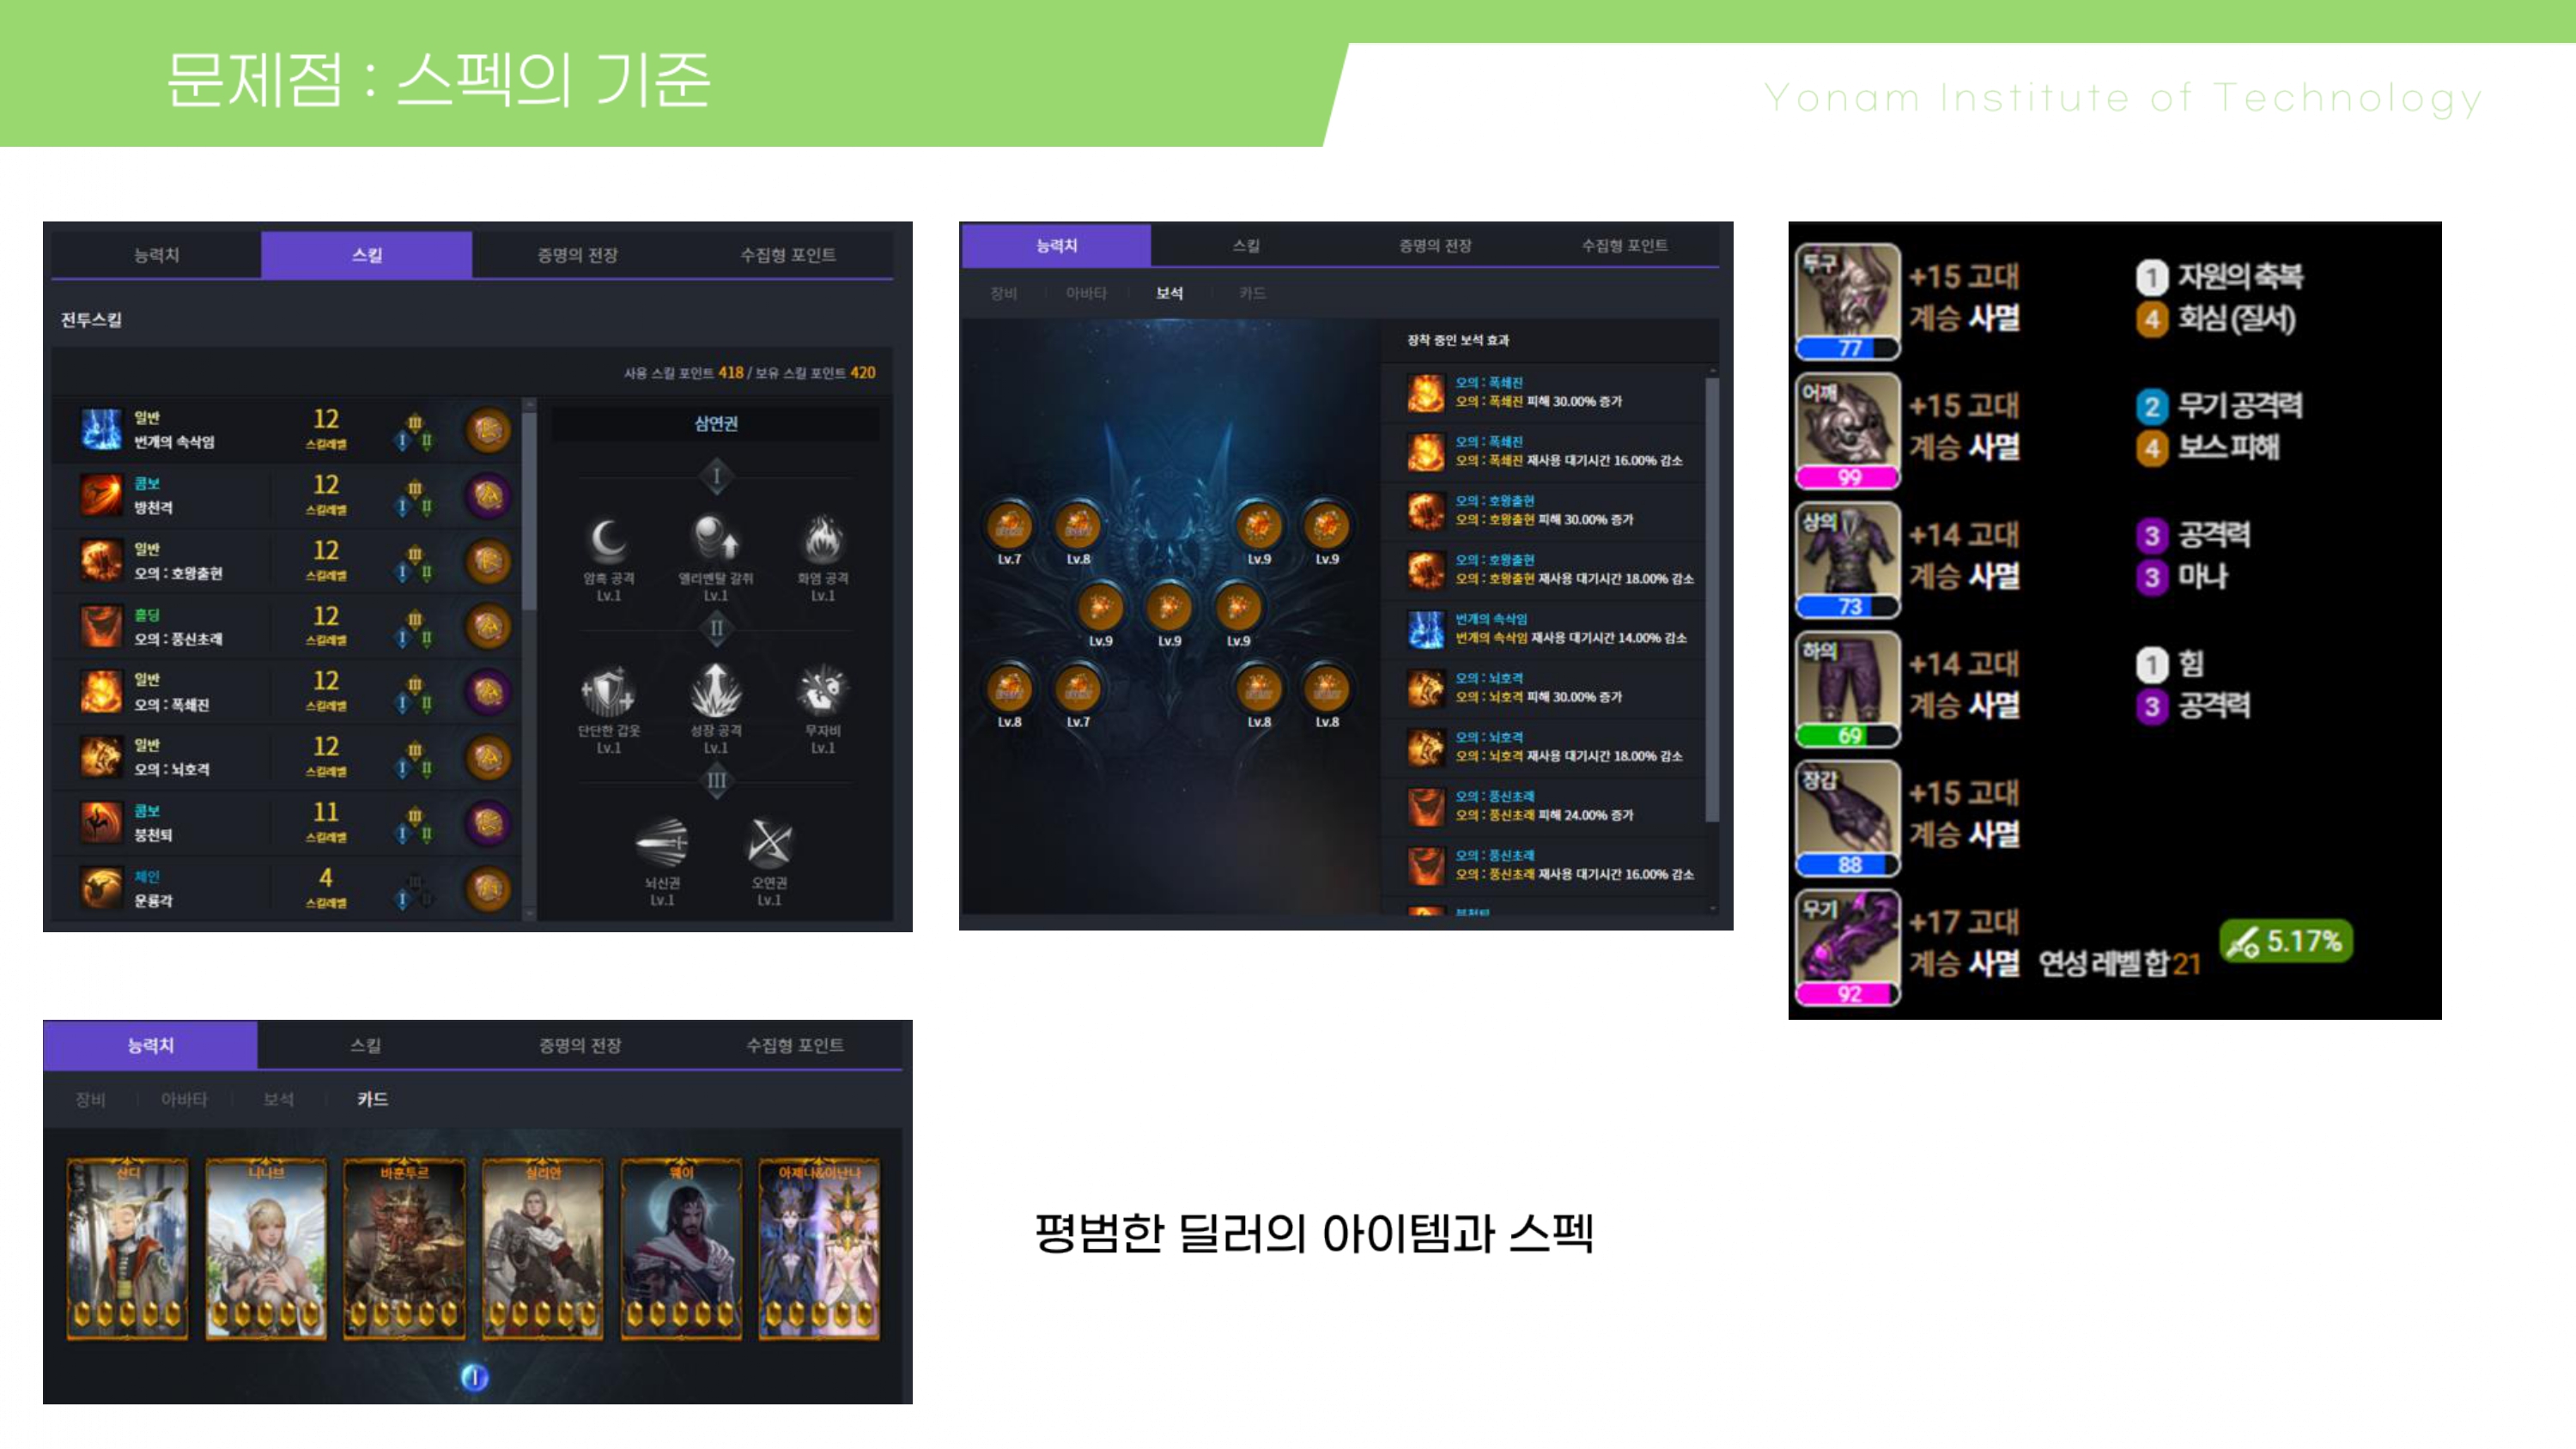 문제점 : 스펙의 기준
Yonam Institute of Technology
능력치 스킬 증명의 전장 수집형 포인트
전투스킬
사용 스킬 포인트 418 / 보유 스킬 포인트 420
일반
번개의 속삭임
12
스킬레벨
III
I II
콤보
방천격
12
스킬레벨
III
I II
일반
오의 : 호왕출현
12
스킬레벨
III
I II
홀딩
오의 : 풍신초래
12
스킬레벨
III
I II
일반
오의 : 폭쇄진
12
스킬레벨
III
I II
일반
오의 : 뇌호격
12
스킬레벨
III
I II
콤보
붕천퇴
11
스킬레벨
III
I II
체인
운룡각
4
스킬레벨
I
삼연권
I
암흑 공격 엘리멘탈 갈취 화염 공격
Lv.1 Lv.1 Lv.1
II
단단한 갑옷 성장 공격 무자비
Lv.1 Lv.1 Lv.1
III
뇌신권 오연권
Lv.1 Lv.1
능력치 스킬 증명의 전장 수집형 포인트
장비 아바타 보석 카드
Lv.7 Lv.8 Lv.9 Lv.9
Lv.9 Lv.9 Lv.9
Lv.8 Lv.7 Lv.8 Lv.8
장착 중인 보석 효과
오의 : 폭쇄진
오의 : 폭쇄진 피해 30.00% 증가
오의 : 폭쇄진
오의 : 폭쇄진 재사용 대기시간 16.00% 감소
오의 : 호왕출현
오의 : 호왕출현 피해 30.00% 증가
오의 : 호왕출현
오의 : 호왕출현 재사용 대기시간 18.00% 감소
번개의 속삭임
번개의 속삭임 재사용 대기시간 14.00% 감소
오의 : 뇌호격
오의 : 뇌호격 피해 30.00% 증가
오의 : 뇌호격
오의 : 뇌호격 재사용 대기시간 18.00% 감소
오의 : 풍신초래
오의 : 풍신초래 피해 24.00% 증가
오의 : 풍신초래
오의 : 풍신초래 재사용 대기시간 16.00% 감소
투구
77
+15 고대
계승 사멸
1 자원의 축복
4 회심 (질서)
어깨
99
+15 고대
계승 사멸
2 무기 공격력
4 보스 피해
상의
73
+14 고대
계승 사멸
3 공격력
3 마나
하의
69
+14 고대
계승 사멸
1 힘
3 공격력
장갑
88
+15 고대
계승 사멸
무기
92
+17 고대
계승 사멸 연성 레벨 합 21
5.17%
능력치 스킬 증명의 전장 수집형 포인트
장비 아바타 보석 카드
샨디 니나브 바훈투르 실리안 웨이 아제나&이난나
I
평범한 딜러의 아이템과 스펙